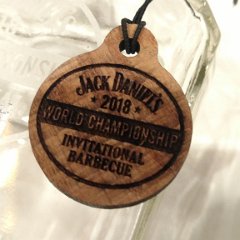 JACK DANIEL'S
★ 2018 ★
WORLD CHAMPIONSHIP
INVITATIONAL
BARBECUE